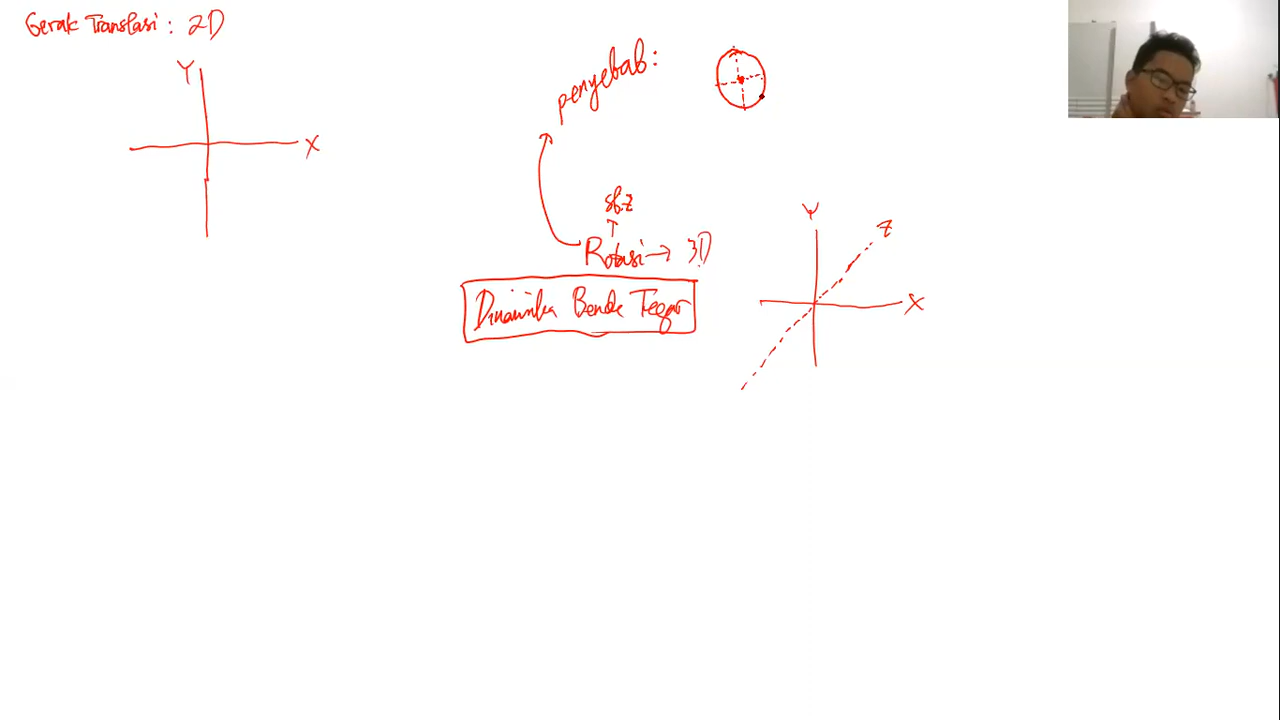 Gerak Translasi : 2D
Y
X
penyebab :
sb.z
Rotasi → 3D
Dinamika Benda Tegar
Y
Z
X